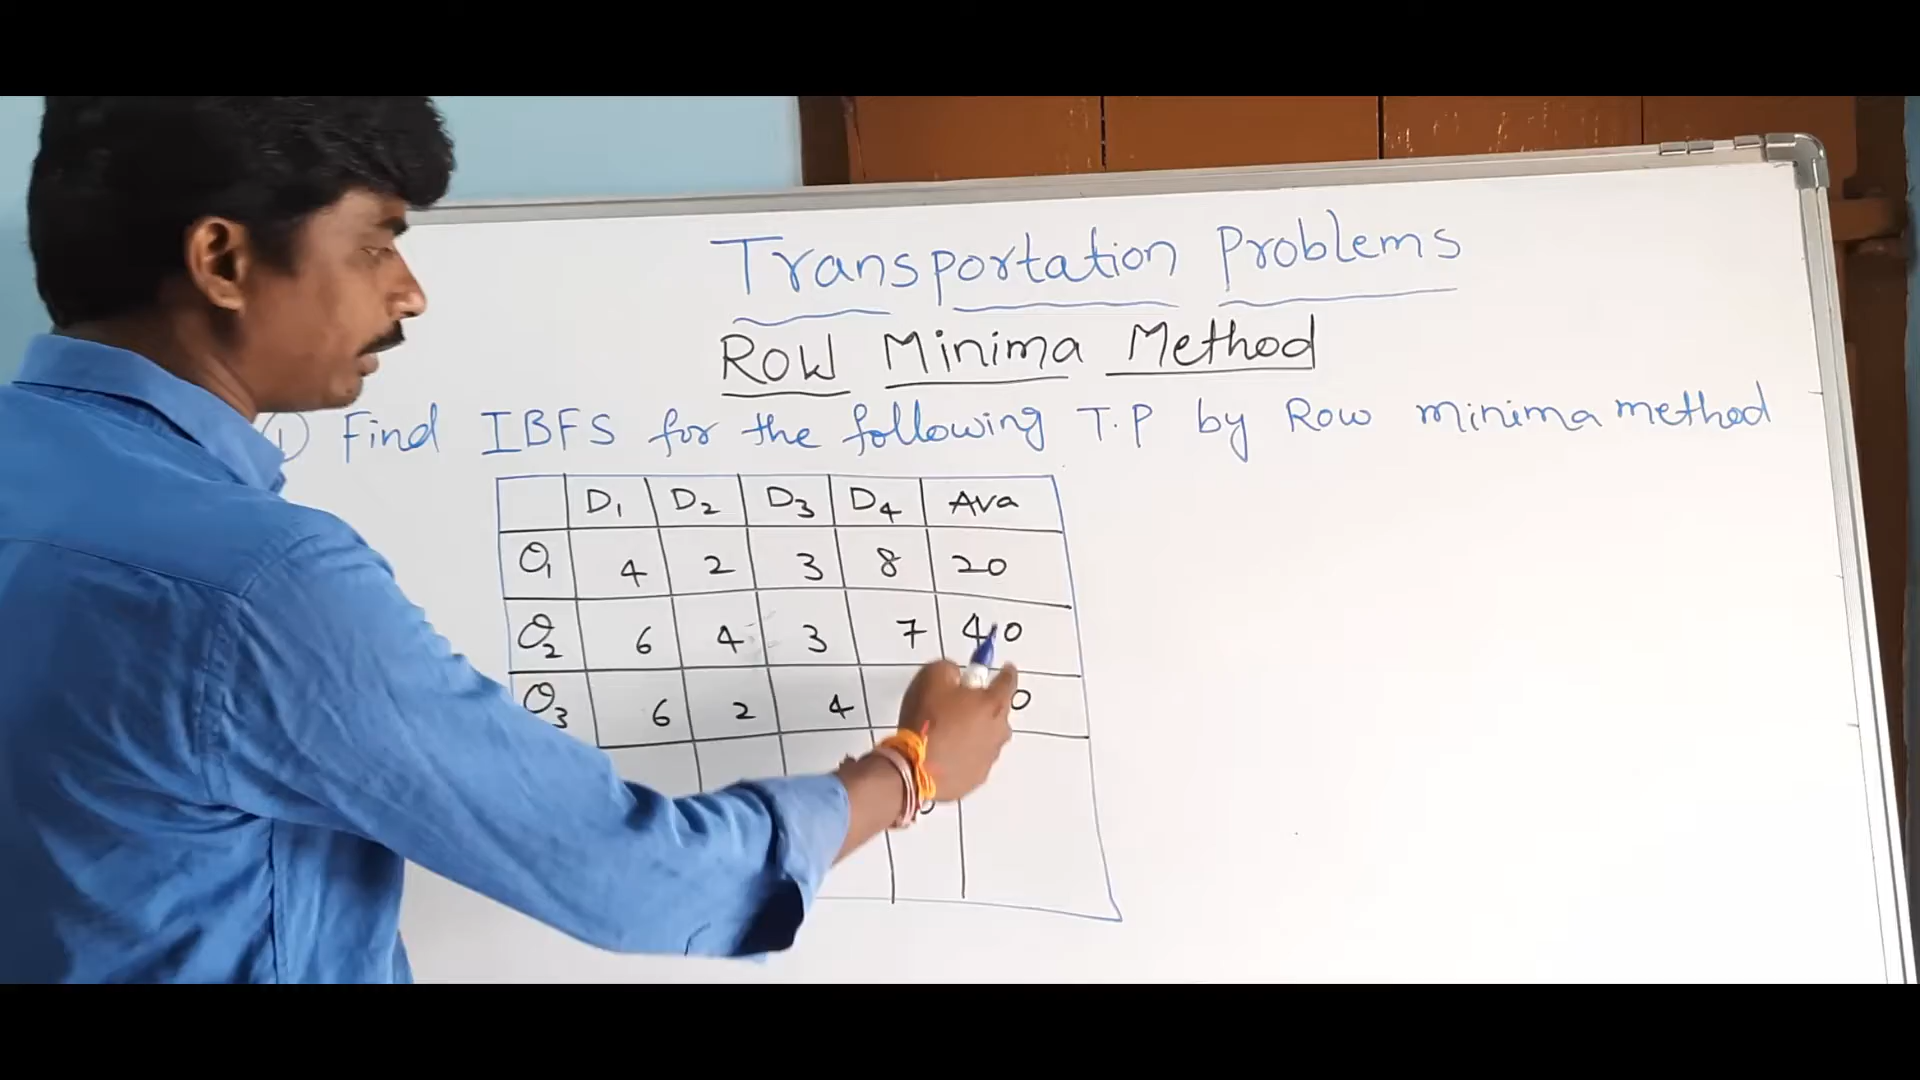 Transportation Problems
Row Minima Method
① Find IBFS for the following T.P by Row minima method
D1 D2 D3 D4 Ava
O1 4 2 3 8 20
O2 6 4 3 7 40
O3 6 2 4